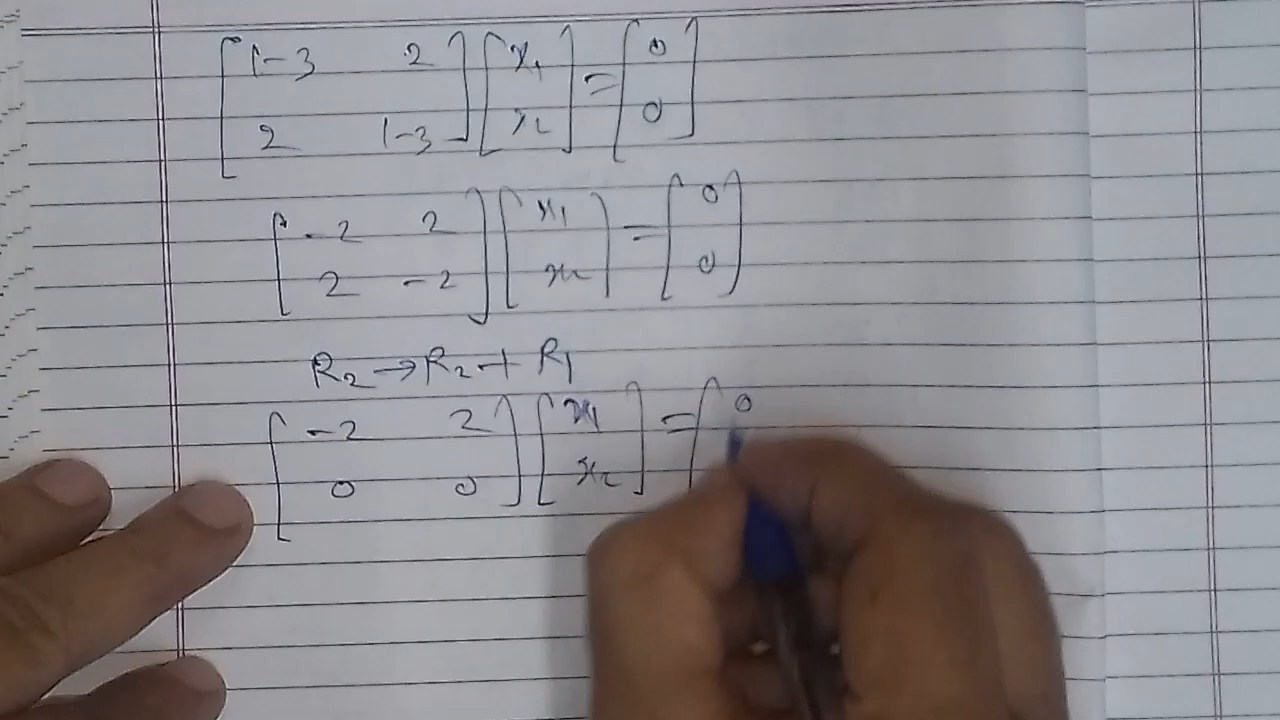 [1-3 2] [x₁] = [0]
[2 1-3] [x₂] [0]
[-2 2] [x₁] = [0]
[2 -2] [x₂] [0]
R₂ → R₂ + R₁
[-2 2] [x₁] = [0
[0 0] [x₂]